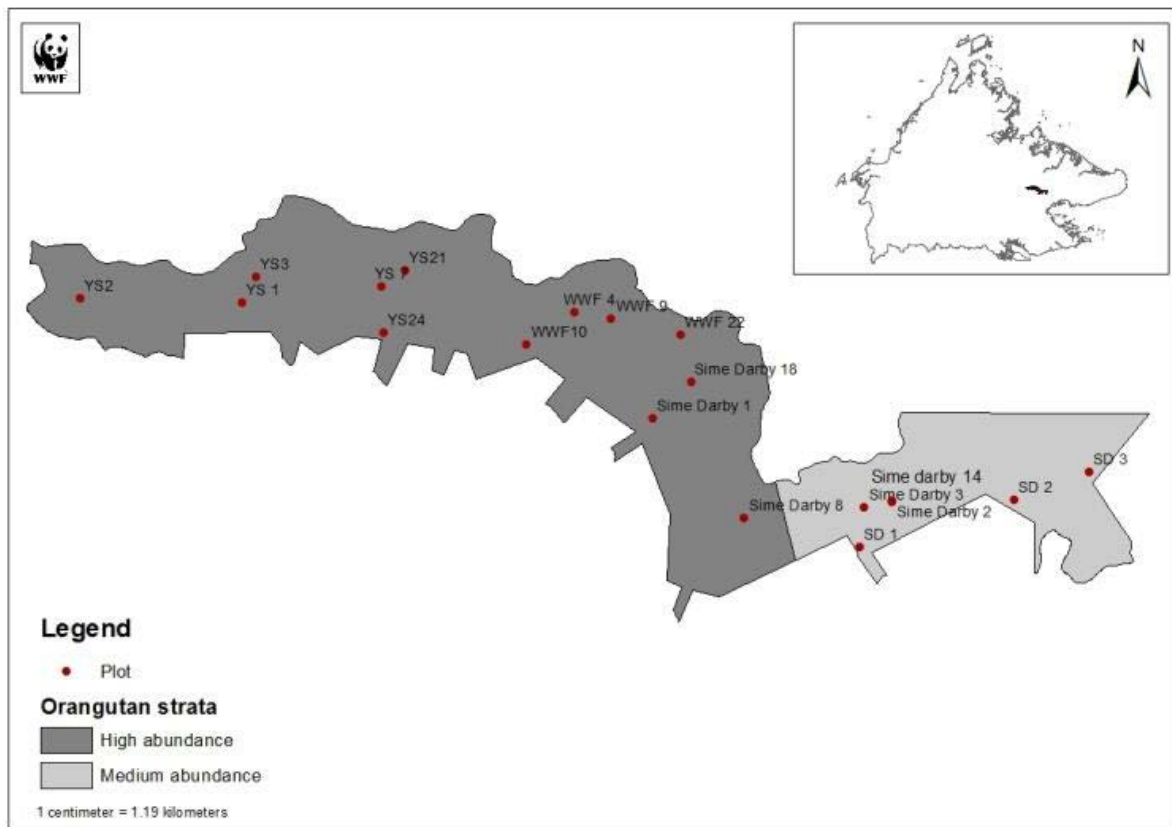 WWF
N
YS3
YS21
YS2
YS 1
YS 7
YS24
WWF 4
WWF 9
WWF10
WWF 22
Sime Darby 18
Sime Darby 1
Sime Darby 8
Sime darby 14
Sime Darby 3
Sime Darby 2
SD 1
SD 2
SD 3
Legend
Plot
Orangutan strata
High abundance
Medium abundance
1 centimeter = 1.19 kilometers